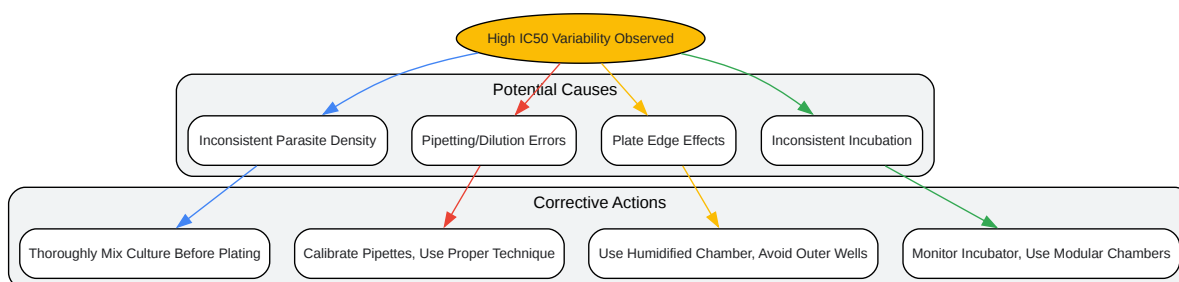 High IC50 Variability Observed
Potential Causes
Inconsistent Parasite Density
Pipetting/Dilution Errors
Plate Edge Effects
Inconsistent Incubation
Corrective Actions
Thoroughly Mix Culture Before Plating
Calibrate Pipettes, Use Proper Technique
Use Humidified Chamber, Avoid Outer Wells
Monitor Incubator, Use Modular Chambers